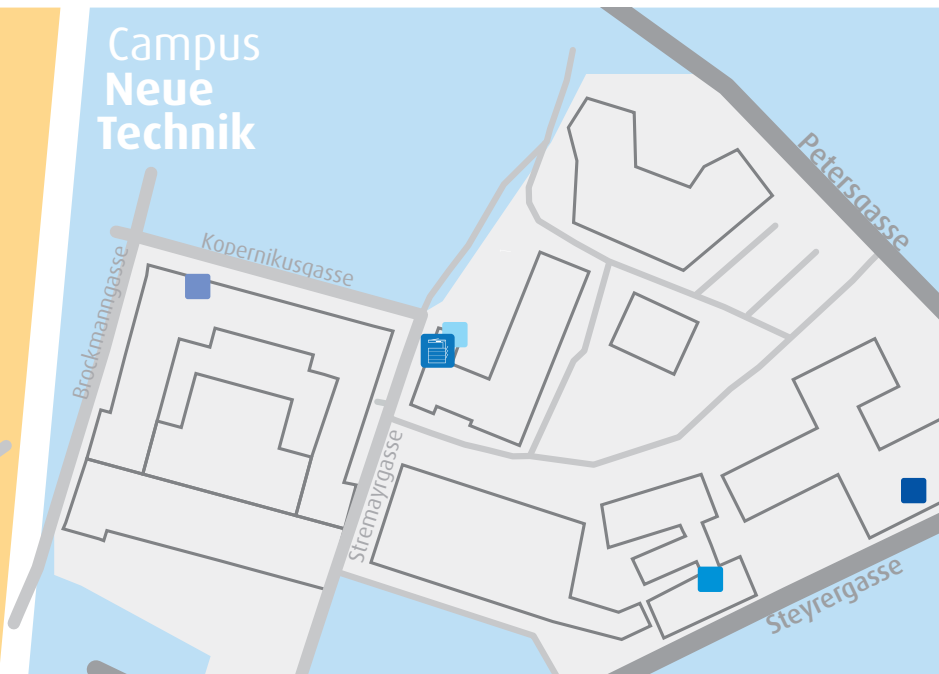 Campus
Neue
Technik
Petersgasse
Kopernikusgasse
Brockmanngasse
Stremayrgasse
Steyrergasse